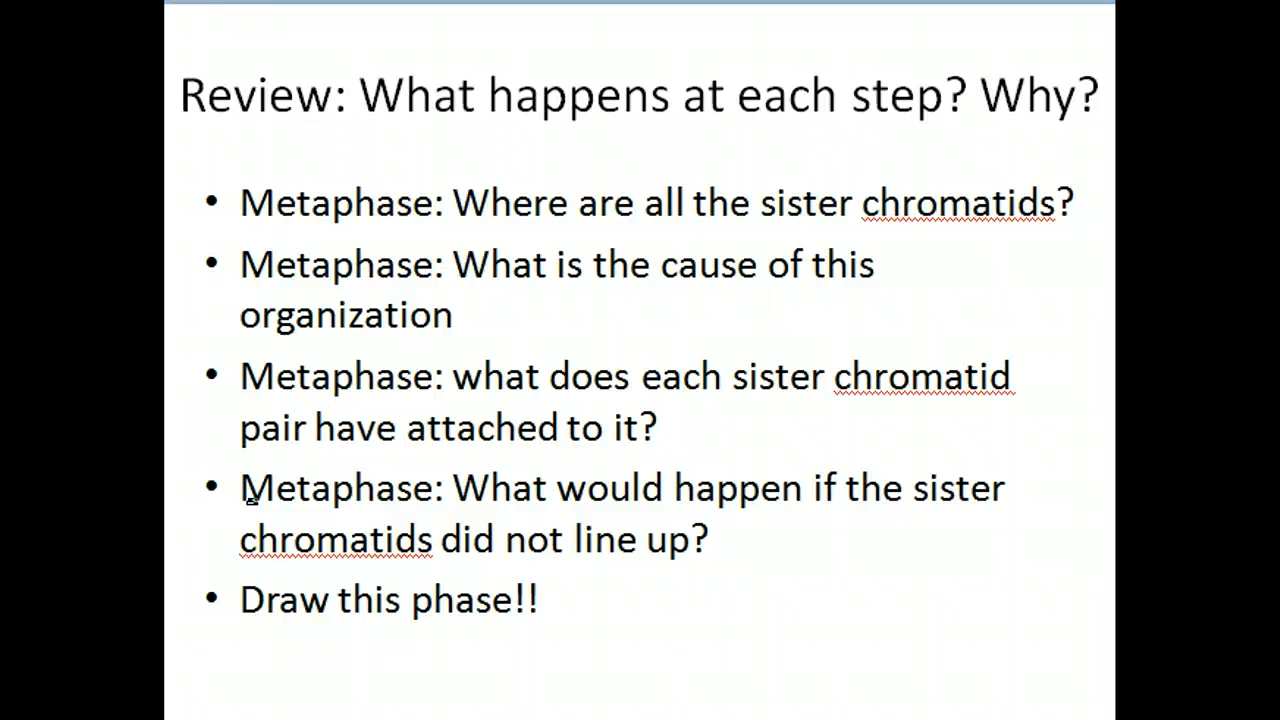 Review: What happens at each step? Why?
• Metaphase: Where are all the sister chromatids?
• Metaphase: What is the cause of this
organization
• Metaphase: what does each sister chromatid
pair have attached to it?
• Metaphase: What would happen if the sister
chromatids did not line up?
• Draw this phase!!